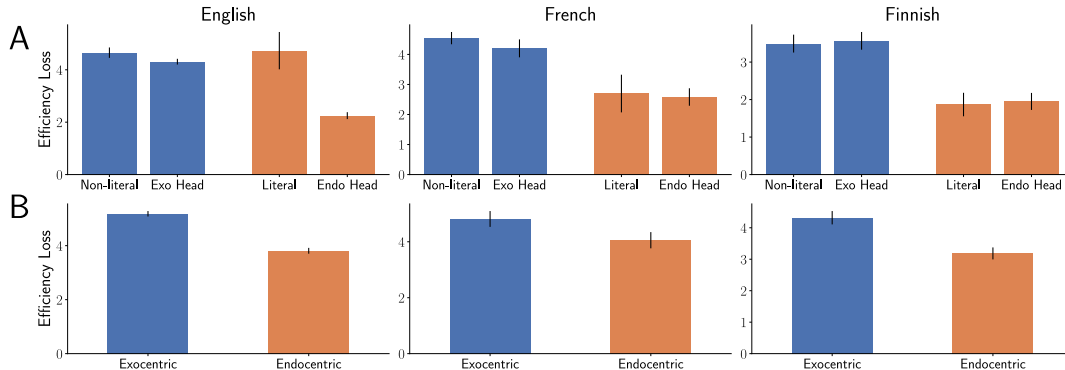 English French Finnish
A
Efficiency Loss
4
2
0
Non-literal Exo Head Literal Endo Head
4
3
2
1
0
Non-literal Exo Head Literal Endo Head
3
2
1
0
Non-literal Exo Head Literal Endo Head
B
Efficiency Loss
4
2
0
Exocentric Endocentric
4
2
0
Exocentric Endocentric
4
3
2
1
0
Exocentric Endocentric